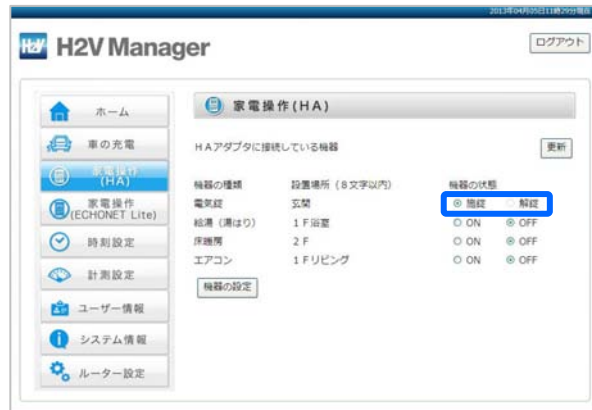 2013年04月05日11時29分現在
H2V H2V Manager
ログアウト
ホーム
車の充電
家電操作
(HA)
家電操作
(ECHONET Lite)
時刻設定
計測設定
ユーザー情報
システム情報
ルーター設定
家電操作(HA)
HAアダプタに接続している機器
更新
機器の種類 設置場所（8文字以内） 機器の状態
電気錠 玄関 施錠 解錠
給湯（湯はり） 1F浴室 ON OFF
床暖房 2F ON OFF
エアコン 1Fリビング ON OFF
機器の設定